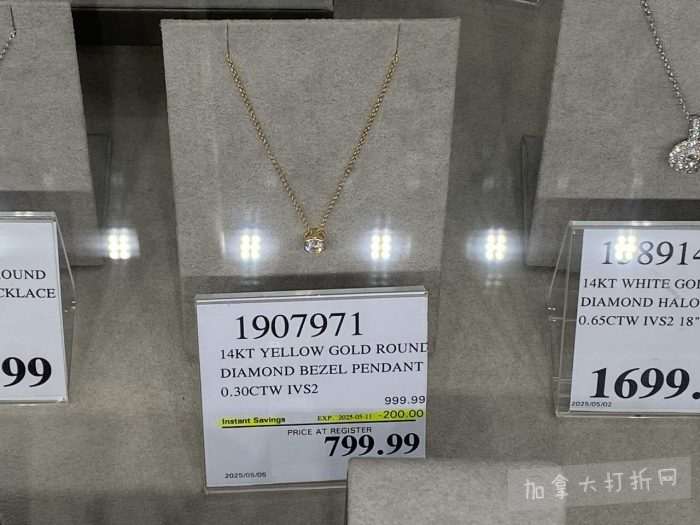 OUND
CKLACE
99
1907971
14KT YELLOW GOLD ROUND
DIAMOND BEZEL PENDANT
0.30CTW IVS2
999.99
Instant Savings EXP. 2025-05-11 -200.00
PRICE AT REGISTER
799.99
2025/05/05
14KT WHITE GOL
DIAMOND HALO
0.65CTW IVS2 18"
1699.
2025/05/02
加拿大打折网